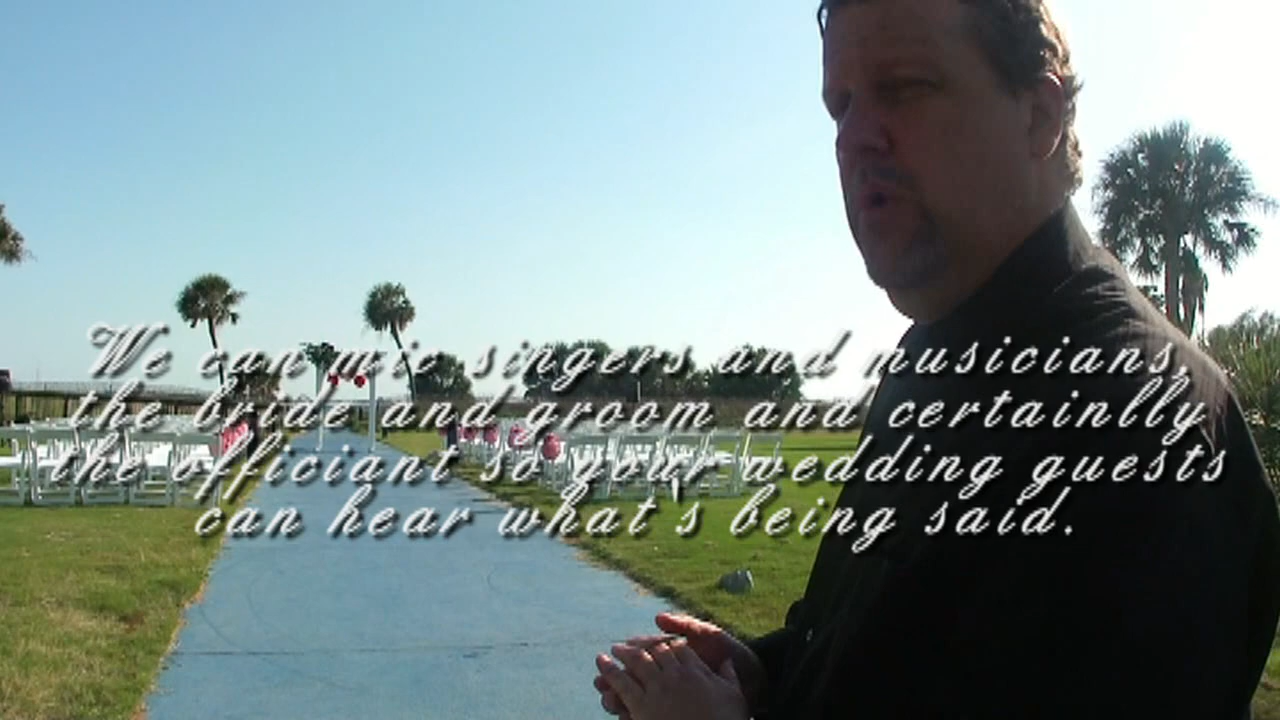 We can mic singers and musicians,
the bride and groom and certainlly
the officiant so your wedding guests
can hear what's being said.